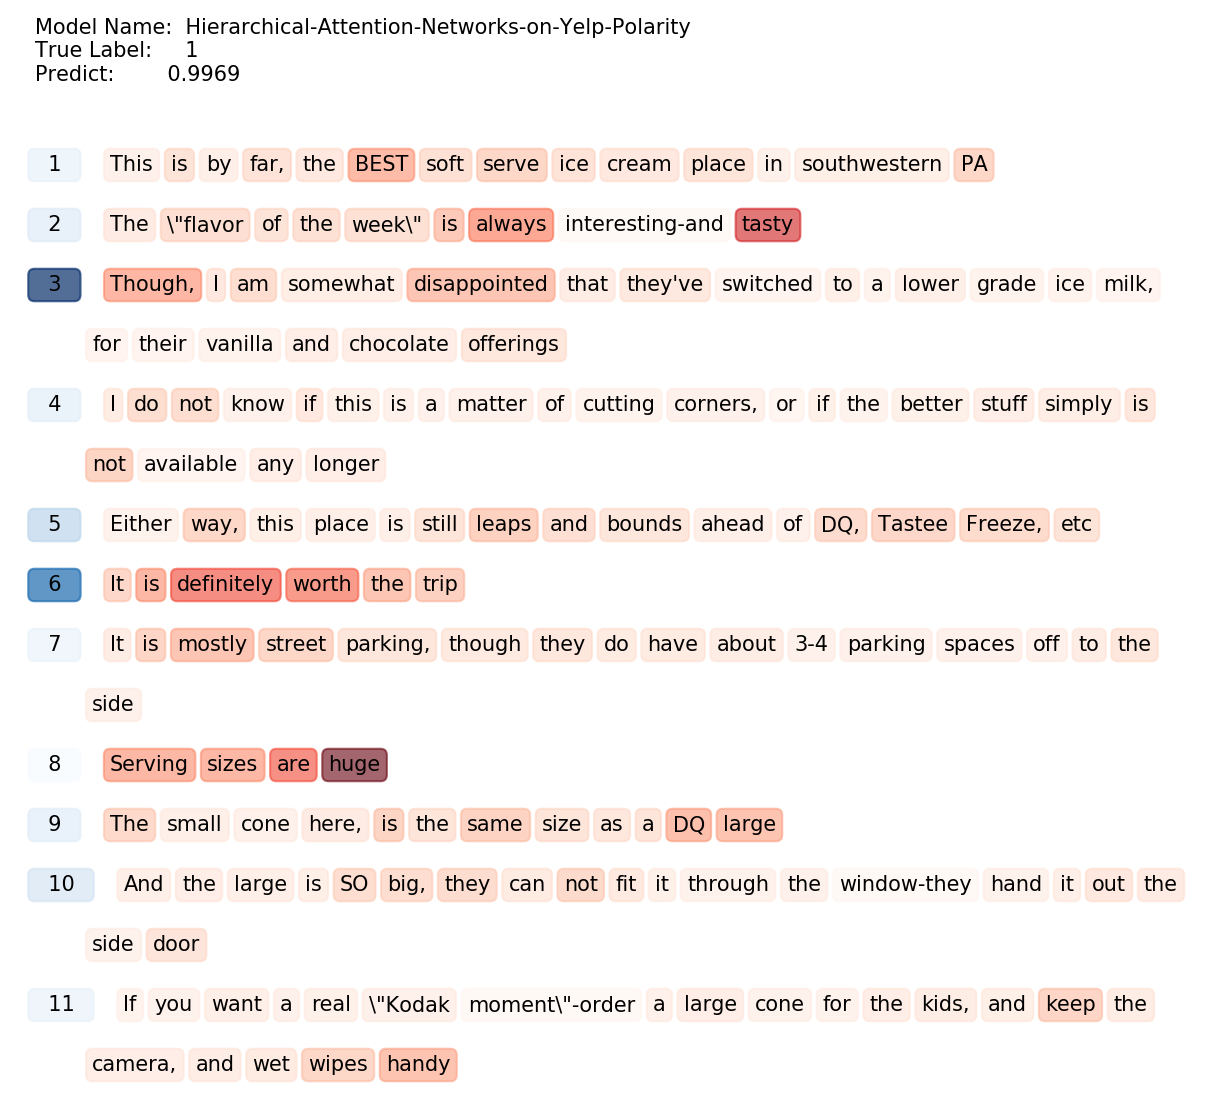 Model Name: Hierarchical-Attention-Networks-on-Yelp-Polarity
True Label: 1
Predict: 0.9969
1 This is by far, the BEST soft serve ice cream place in southwestern PA
2 The \"flavor of the week\" is always interesting-and tasty
3 Though, I am somewhat disappointed that they've switched to a lower grade ice milk,
for their vanilla and chocolate offerings
4 I do not know if this is a matter of cutting corners, or if the better stuff simply is
not available any longer
5 Either way, this place is still leaps and bounds ahead of DQ, Tastee Freeze, etc
6 It is definitely worth the trip
7 It is mostly street parking, though they do have about 3-4 parking spaces off to the
side
8 Serving sizes are huge
9 The small cone here, is the same size as a DQ large
10 And the large is SO big, they can not fit it through the window-they hand it out the
side door
11 If you want a real \"Kodak moment\"-order a large cone for the kids, and keep the
camera, and wet wipes handy